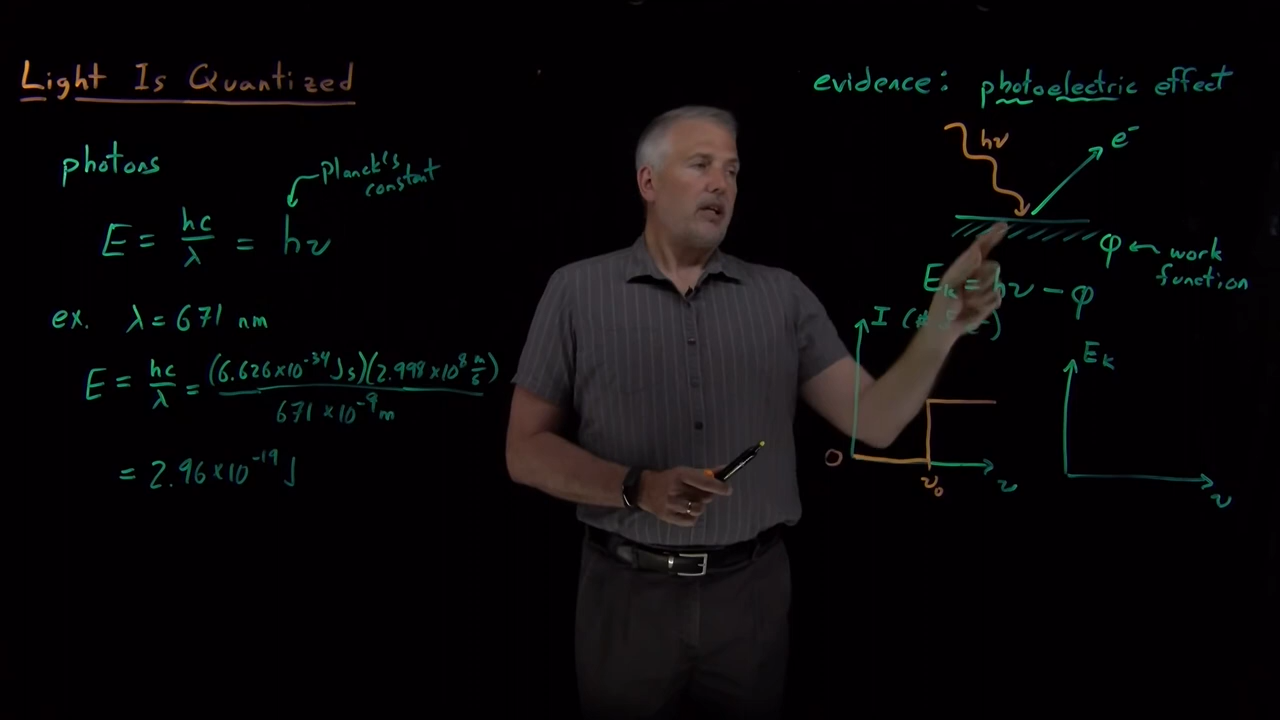 Light Is Quantized
photons
Planck's
constant
E = hc/λ = hν
ex. λ = 671 nm
E = hc/λ = (6.626×10⁻³⁴ Js)(2.998×10⁸ m/s) / 671×10⁻⁹ m
= 2.96×10⁻¹⁹ J
evidence: photoelectric effect
hν
e⁻
φ ← work
function
Eₖ = hν − φ
I (#
e⁻)
0
ν₀
ν
Eₖ
ν